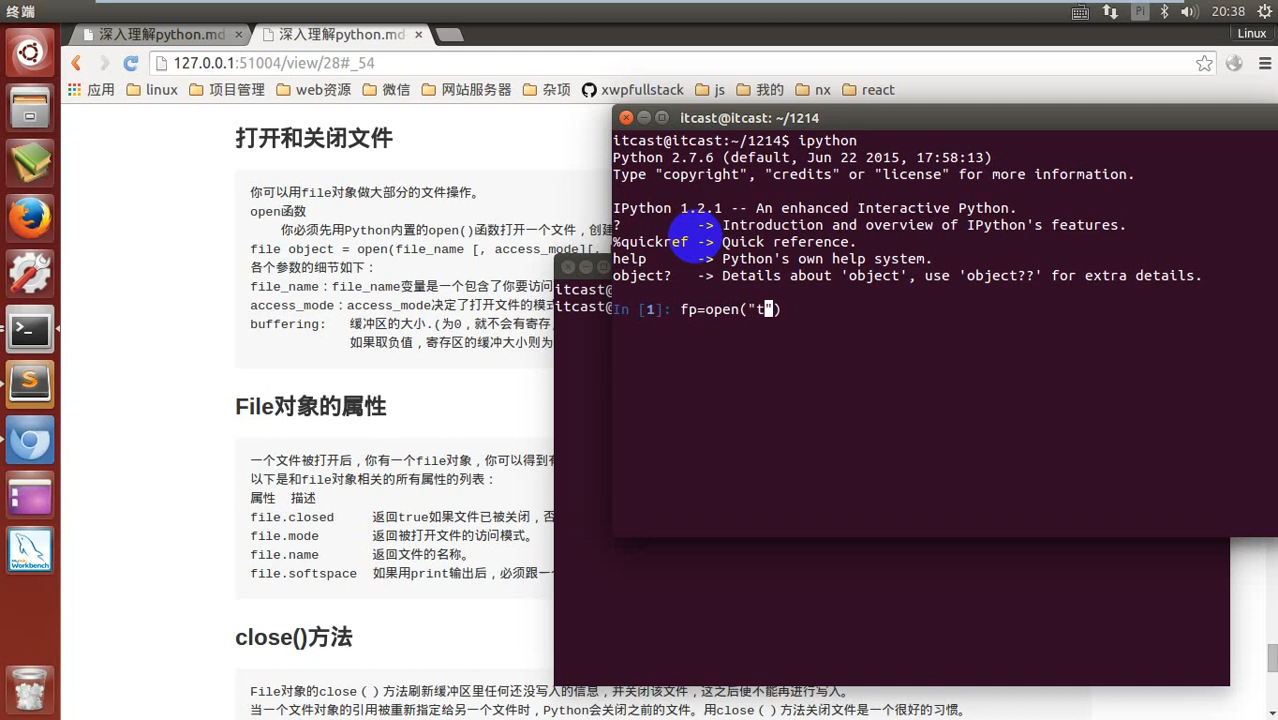 终端
Pi
20:38
深入理解python.md
深入理解python.md
Linux
127.0.0.1:51004/view/28#_54
应用 linux 项目管理 web资源 微信 网站服务器 杂项 xwpfullstack js 我的 nx react
打开和关闭文件
你可以用file对象做大部分的文件操作。
open函数
你必须先用Python内置的open()函数打开一个文件，创建
file object = open(file_name [, access_mode][,
各个参数的细节如下：
file_name：file_name变量是一个包含了你要访问
access_mode：access_mode决定了打开文件的模式
buffering: 缓冲区的大小.(为0，就不会有寄存
如果取负值，寄存区的缓冲大小则为
File对象的属性
一个文件被打开后，你有一个file对象，你可以得到有
以下是和file对象相关的所有属性的列表：
属性 描述
file.closed 返回true如果文件已被关闭，否
file.mode 返回被打开文件的访问模式。
file.name 返回文件的名称。
file.softspace 如果用print输出后，必须跟一
close()方法
File对象的close（）方法刷新缓冲区里任何还没写入的信息，并关闭该文件，这之后便不能再进行写入。
当一个文件对象的引用被重新指定给另一个文件时，Python会关闭之前的文件。用close（）方法关闭文件是一个很好的习惯。
itcast@
itcast@
itcast@itcast: ~/1214
itcast@itcast:~/1214$ ipython
Python 2.7.6 (default, Jun 22 2015, 17:58:13)
Type "copyright", "credits" or "license" for more information.
IPython 1.2.1 -- An enhanced Interactive Python.
? -> Introduction and overview of IPython's features.
%quickref -> Quick reference.
help -> Python's own help system.
object? -> Details about 'object', use 'object??' for extra details.
In [1]: fp=open("t")
MySQL
Workbench